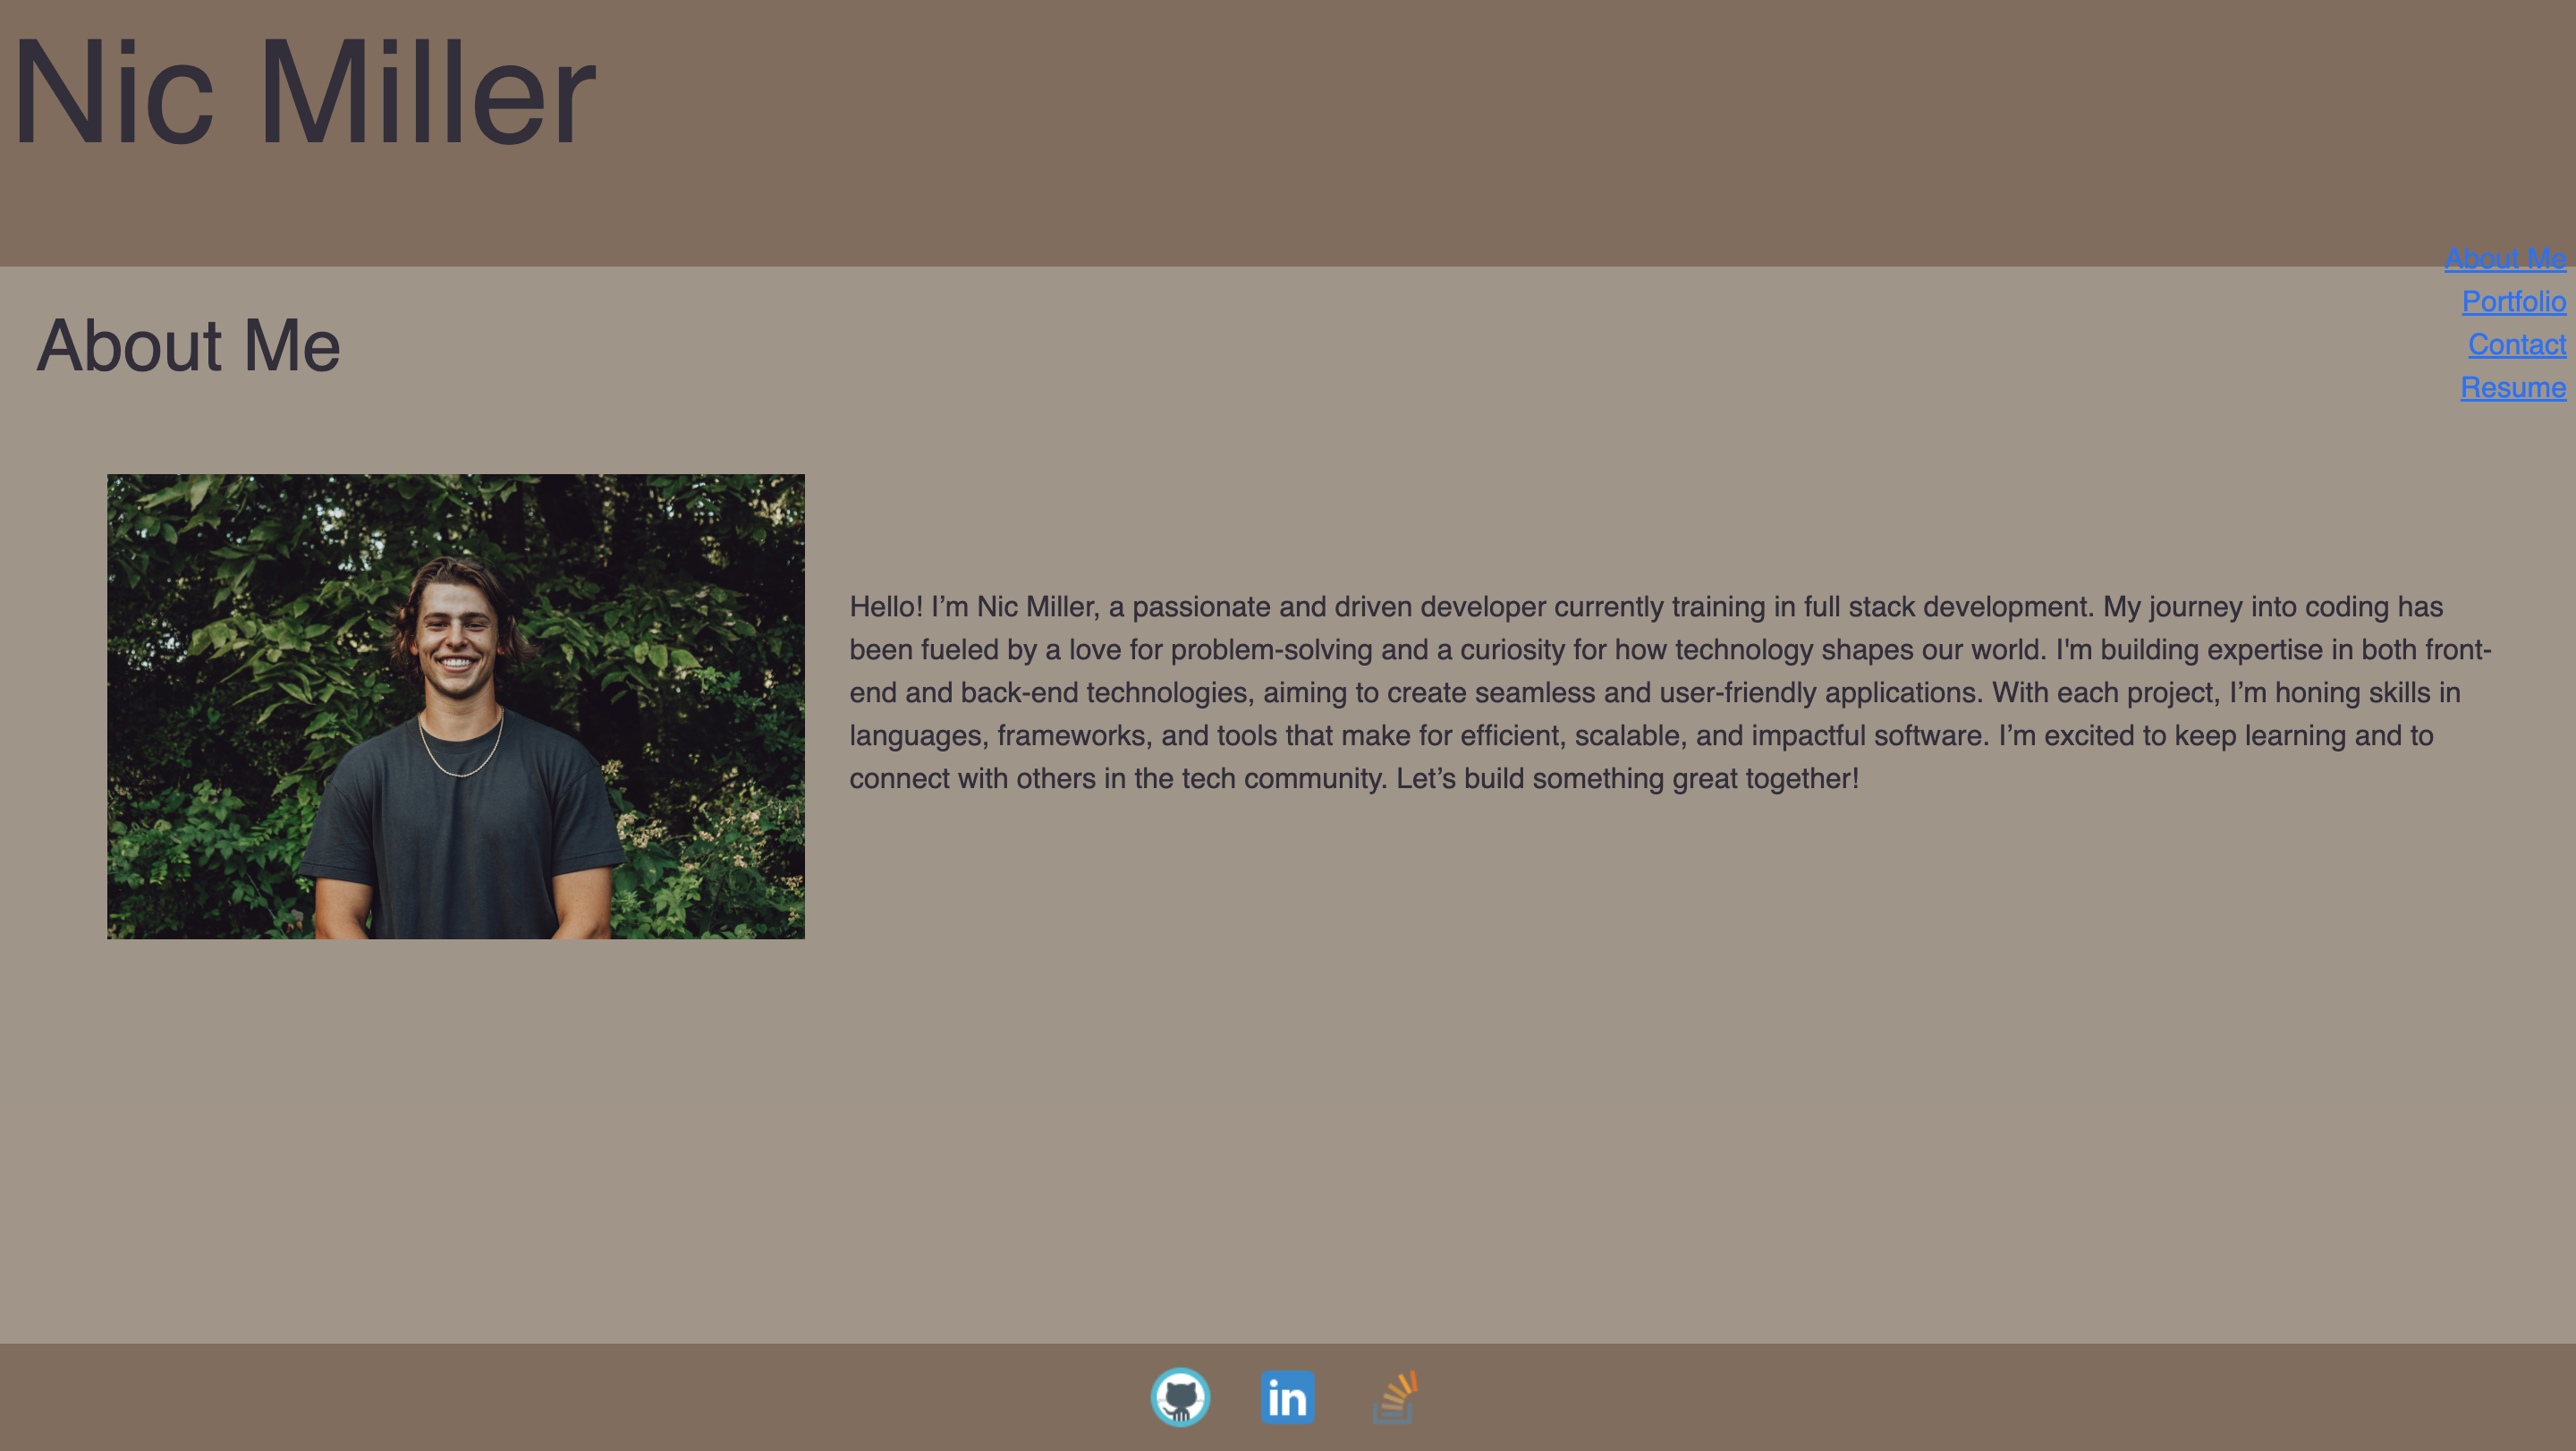 Nic Miller
About Me
Portfolio
Contact
Resume
About Me
Hello! I’m Nic Miller, a passionate and driven developer currently training in full stack development. My journey into coding has
been fueled by a love for problem-solving and a curiosity for how technology shapes our world. I'm building expertise in both front-
end and back-end technologies, aiming to create seamless and user-friendly applications. With each project, I’m honing skills in
languages, frameworks, and tools that make for efficient, scalable, and impactful software. I’m excited to keep learning and to
connect with others in the tech community. Let’s build something great together!
in